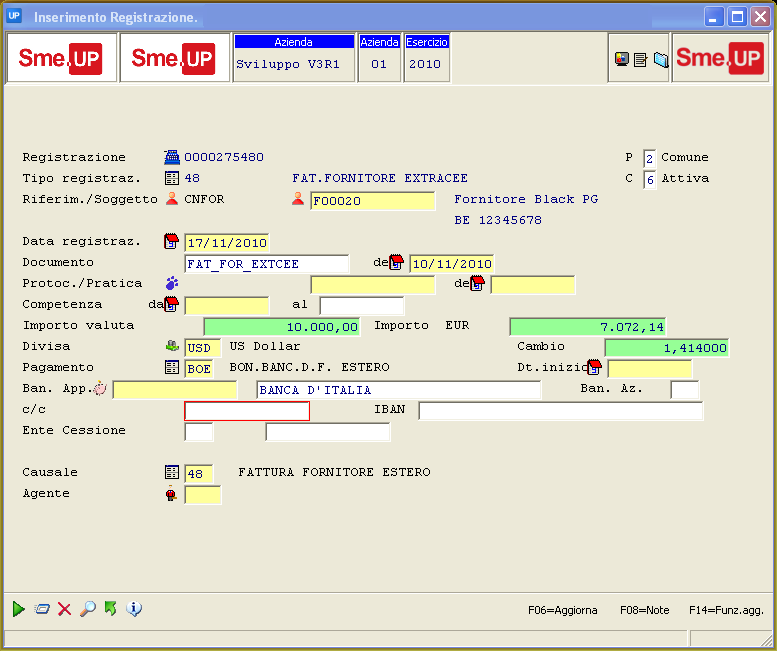 UP Inserimento Registrazione.
Sme.UP Sme.UP Azienda Azienda Esercizio Sme.UP
Sviluppo V3R1 01 2010
Registrazione 0000275480 P 2 Comune
Tipo registraz. 48 FAT.FORNITORE EXTRACEE C 6 Attiva
Riferim./Soggetto CNFOR F00020 Fornitore Black PG
BE 12345678
Data registraz. 17/11/2010
Documento FAT_FOR_EXTCEE de 10/11/2010
Protoc./Pratica de
Competenza da al
Importo valuta 10.000,00 Importo EUR 7.072,14
Divisa USD US Dollar Cambio 1,414000
Pagamento BOE BON.BANC.D.F. ESTERO Dt.inizio
Ban. App. BANCA D'ITALIA Ban. Az.
c/c IBAN
Ente Cessione
Causale 48 FATTURA FORNITORE ESTERO
Agente
F06=Aggiorna F08=Note F14=Funz.agg.